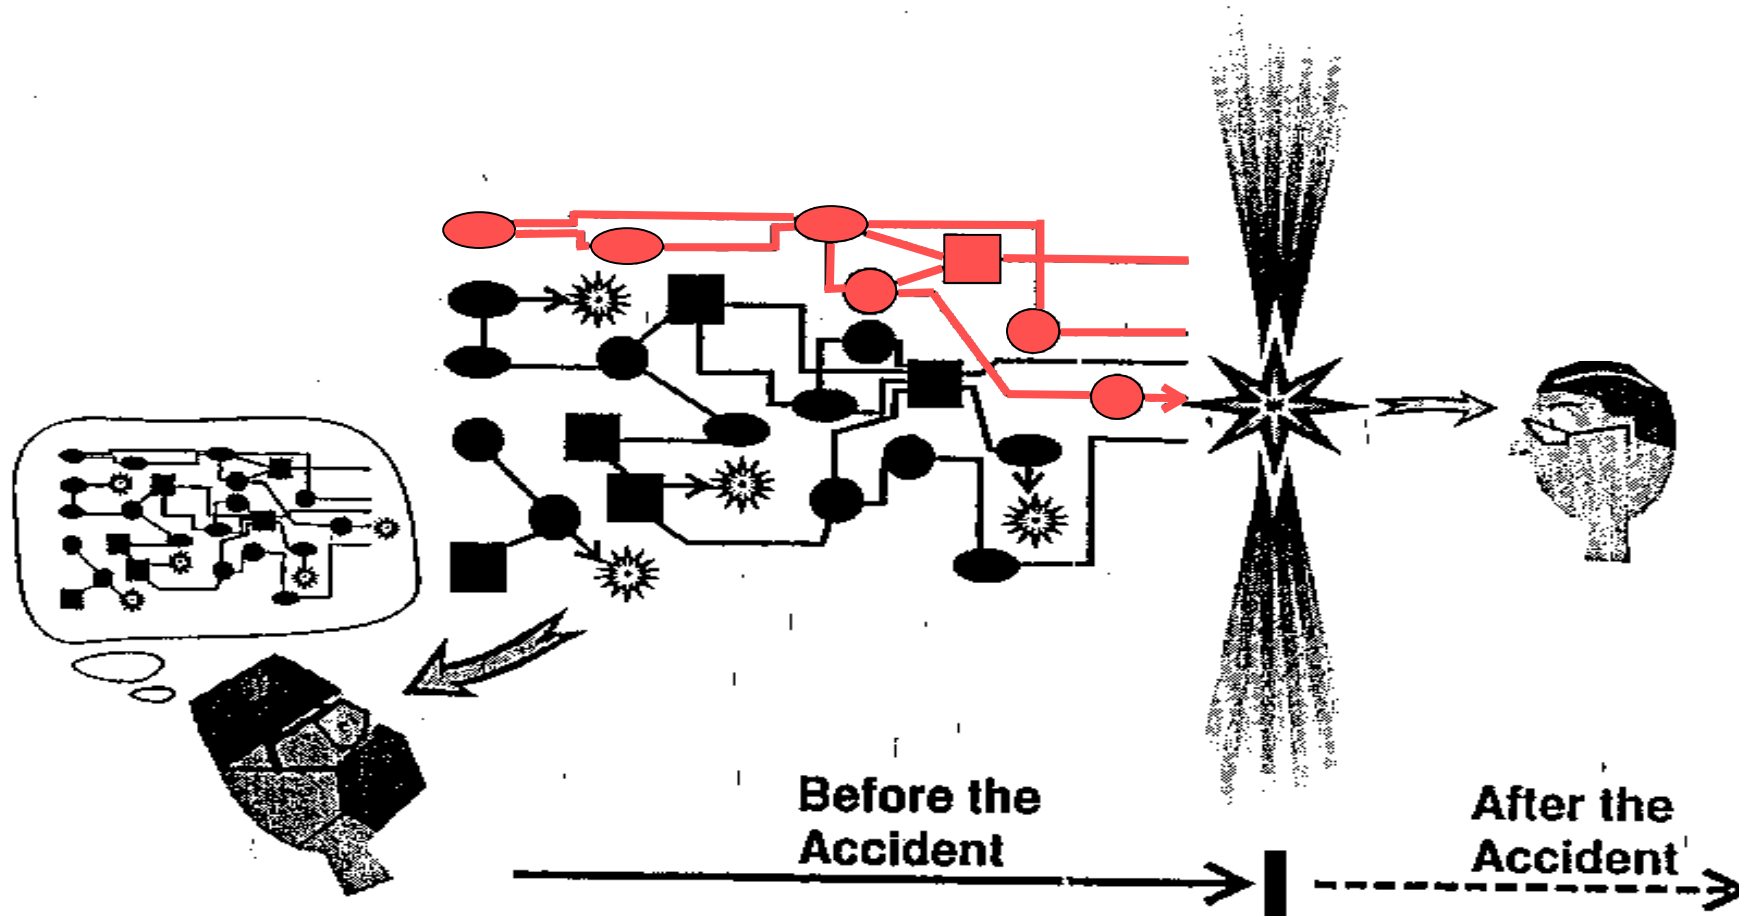 Before the
Accident
After the
Accident